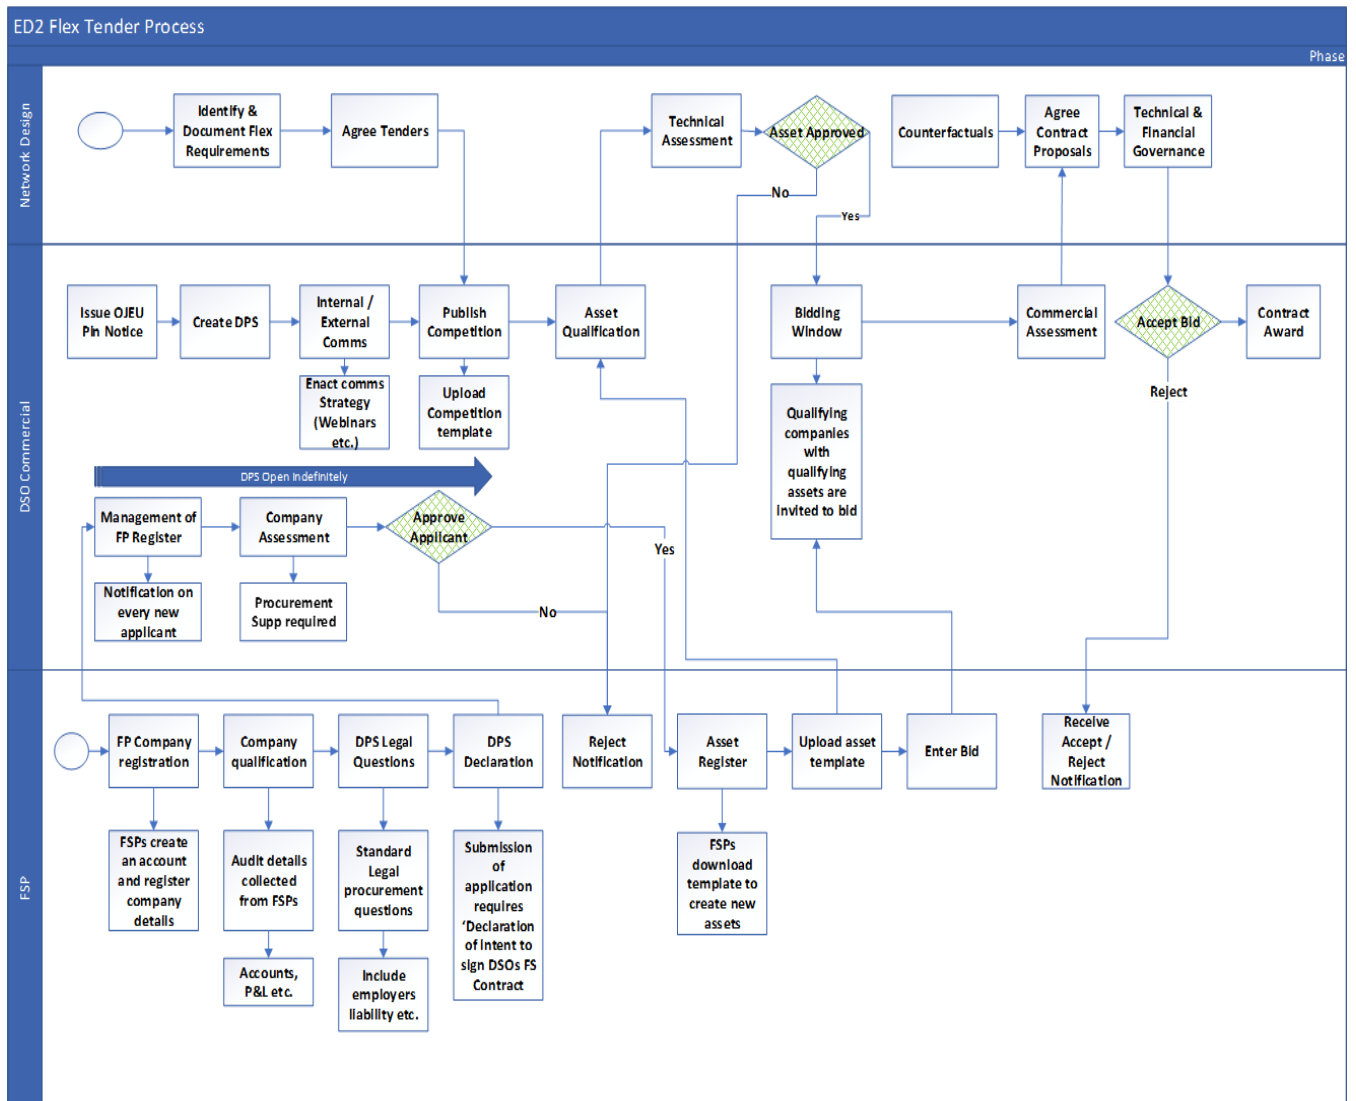 ED2 Flex Tender Process
Phase
Network Design
Identify &
Document Flex
Requirements
Agree Tenders
Technical
Assessment
Asset Approved
Counterfactuals
Agree
Contract
Proposals
Technical &
Financial
Governance
No
Yes
DSO Commercial
Issue OJEU
Pin Notice
Create DPS
Internal /
External
Comms
Publish
Competition
Asset
Qualification
Bidding
Window
Commercial
Assessment
Accept Bid
Contract
Award
Enact comms
Strategy
(Webinars
etc.)
Upload
Competition
template
Qualifying
companies
with
qualifying
assets are
invited to bid
Reject
DPS Open Indefinitely
Management of
FP Register
Company
Assessment
Approve
Applicant
Yes
Notification on
every new
applicant
Procurement
Supp required
No
FSP
FP Company
registration
Company
qualification
DPS Legal
Questions
DPS
Declaration
Reject
Notification
Asset
Register
Upload asset
template
Enter Bid
Receive
Accept /
Reject
Notification
FSPs create
an account
and register
company
details
Audit details
collected
from FSPs
Standard
Legal
procurement
questions
Submission
of
application
requires
‘Declaration
of intent to
sign DSOs FS
Contract
FSPs
download
template to
create new
assets
Accounts,
P&L etc.
Include
employers
liability etc.